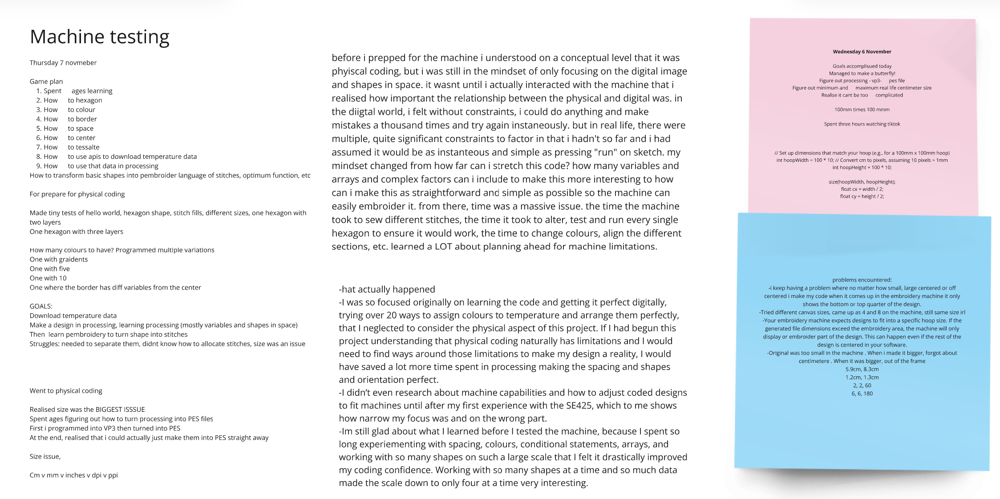 Machine testing
Thursday 7 novmeber
Game plan
1. Spent ages learning
2. How to hexagon
3. How to colour
4. How to border
5. How to space
6. How to center
7. How to tessalte
8. How to use apis to download temperature data
9. How to use that data in processing
How to transform basic shapes into pembroider language of stitches, optimum function, etc
For prepare for physical coding
Made tiny tests of hello world, hexagon shape, stitch fills, different sizes, one hexagon with
two layers
One hexagon with three layers
How many colours to have? Programmed multiple variations
One with graidents
One with five
One with 10
One where the border has diff variables from the center
GOALS:
Download temperature data
Make a design in processing, learning processing (mostly variables and shapes in space)
Then learn pembroidery to turn shape into stitches
Struggles: needed to separate them, didnt know how to allocate stitches, size was an issue
Went to physical coding
Realised size was the BIGGEST ISSSUE
Spent ages figuring out how to turn processing into PES files
First i programmed into VP3 then turned into PES
At the end, realised that i could actually just make them into PES straight away
Size issue,
Cm v mm v inches v dpi v ppi
before i prepped for the machine i understood on a conceptual level that it was
phyiscal coding, but i was still in the mindset of only focusing on the digital image
and shapes in space. it wasnt until i actually interacted with the machine that i
realised how important the relationship between the physical and digital was. in
the diigtal world, i felt without constraints, i could do anything and make
mistakes a thousand times and try again instaneously. but in real life, there were
multiple, quite significant constraints to factor in that i hadn't so far and i had
assumed it would be as instanteous and simple as pressing "run" on sketch. my
mindset changed from how far can i stretch this code? how many variables and
arrays and complex factors can i include to make this more interesting to how
can i make this as straightforward and simple as possible so the machine can
easily embroider it. from there, time was a massive issue. the time the machine
took to sew different stitches, the time it took to alter, test and run every single
hexagon to ensure it would work, the time to change colours, align the different
sections, etc. learned a LOT about planning ahead for machine limitations.
-hat actually happened
-I was so focused originally on learning the code and getting it perfect digitally,
trying over 20 ways to assign colours to temperature and arrange them perfectly,
that I neglected to consider the physical aspect of this project. If I had begun this
project understanding that physical coding naturally has limitations and I would
need to find ways around those limitations to make my design a reality, I would
have saved a lot more time spent in processing making the spacing and shapes
and orientation perfect.
-I didn't even research about machine capabilities and how to adjust coded designs
to fit machines until after my first experience with the SE425, which to me shows
how narrow my focus was and on the wrong part.
-Im still glad about what I learned before I tested the machine, because I spent so
long experiementing with spacing, colours, conditional statements, arrays, and
working with so many shapes on such a large scale that I felt it drastically improved
my coding confidence. Working with so many shapes at a time and so much data
made the scale down to only four at a time very interesting.
Wednesday 6 November
Goals accomplisued today
Managed to make a butterfly!
Figure out processing - vp3- pes file
Figure out minimum and maximum real life centimeter size
Realise it cant be too complicated
100mm times 100 mmm
Spent three hours watching tiktok
// Set up dimensions that match your hoop (e.g., for a 100mm x 100mm hoop)
int hoopWidth = 100 * 10; // Convert cm to pixels, assuming 10 pixels = 1mm
int hoopHeight = 100 * 10;
size(hoopWidth, hoopHeight);
float cx = width / 2;
float cy = height / 2;
problems encountered:
-i keep having a problem where no matter how small, large centered or off
centered i make my code when it comes up in the embroidery machine it only
shows the bottom or top quarter of the design.
-Tried different canvas sizes, came up as 4 and 8 on the machine, still same size irl
-Your embroidery machine expects designs to fit into a specific hoop size. If the
generated file dimensions exceed the embroidery area, the machine will only
display or embroider part of the design. This can happen even if the rest of the
design is centered in your software.
-Original was too small in the machine . When i made it bigger, forgot about
centimetere . When it was bigger, out of the frame
5.9cm, 8.3cm
1.2cm, 1.3cm
2, 2, 60
6, 6, 180